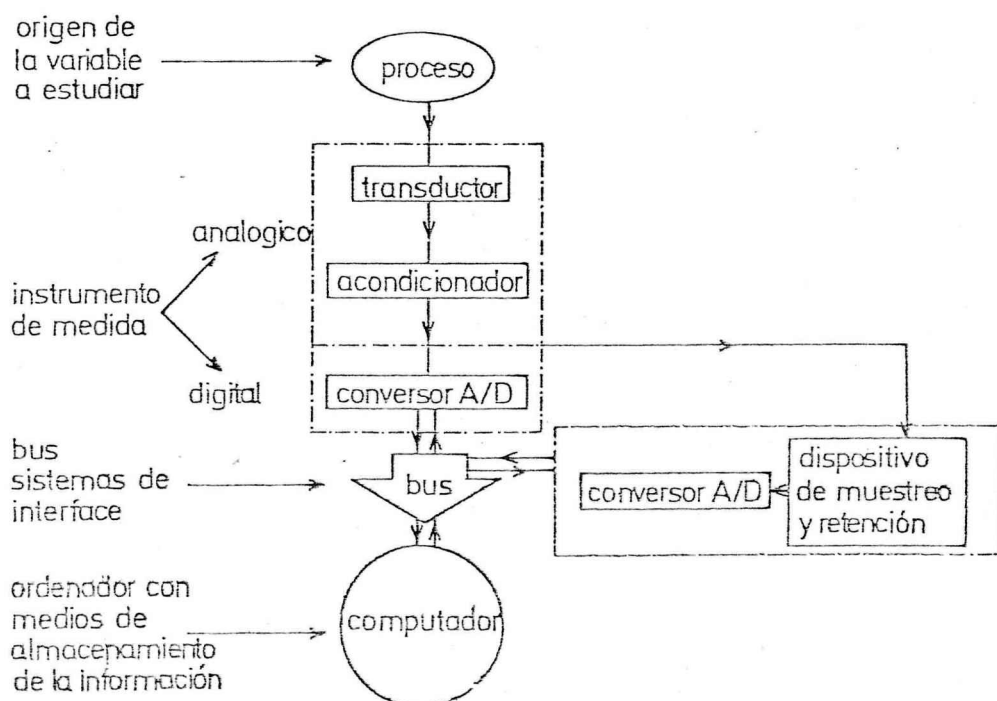 origen de
la variable
a estudiar
proceso
transductor
analogico
acondicionador
instrumento
de medida
digital
conversor A/D
bus
sistemas de
interface
bus
conversor A/D
dispositivo
de muestreo
y retención
ordenador con
medios de
almacenamiento
de la información
computador